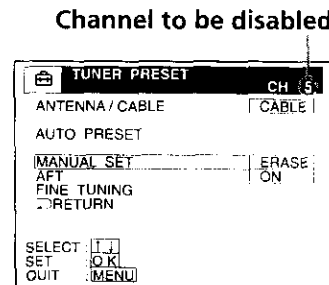 Channel to be disabled
TUNER PRESET
CH 5
ANTENNA / CABLE CABLE
AUTO PRESET
MANUAL SET ERASE
AFT ON
FINE TUNING
RETURN
SELECT : [↑ ↓]
SET : [OK]
QUIT : [MENU]